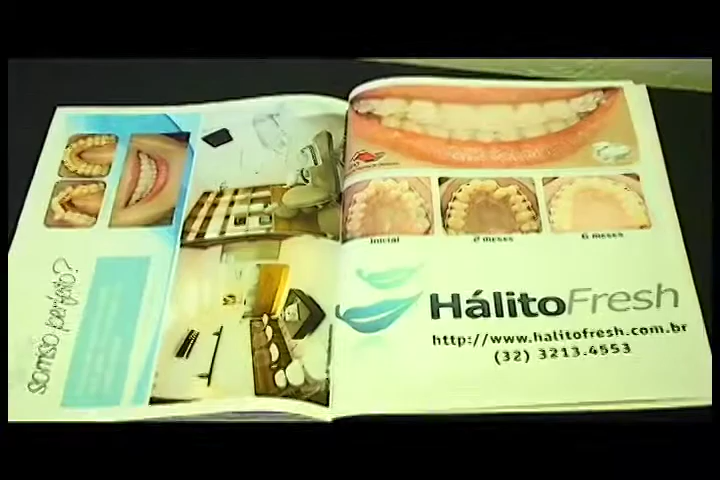 Sorriso perfeito?
Inicial
2 meses
6 meses
HálitoFresh
http://www.halitofresh.com.br
(32) 3213.4553